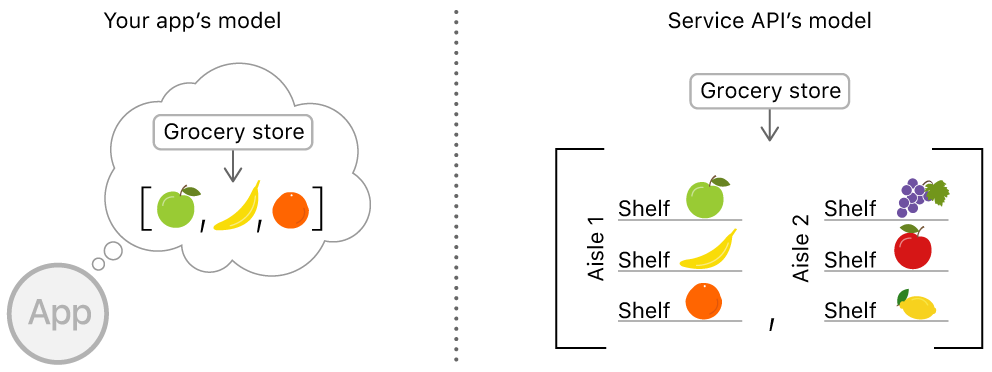 Your app's model
Grocery store
[ , , ]
App
Service API's model
Grocery store
Aisle 1
Shelf
Shelf
Shelf
,
Aisle 2
Shelf
Shelf
Shelf